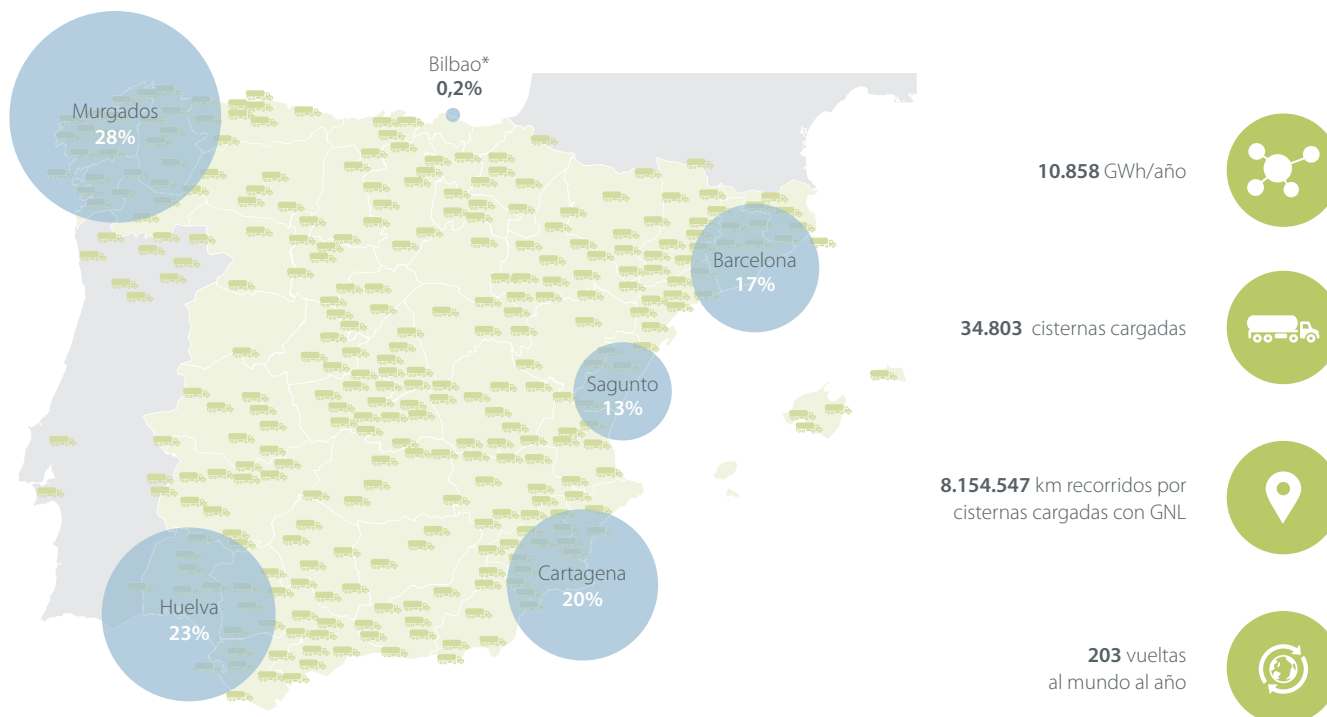 Bilbao*
0,2%
Murgados
28%
Barcelona
17%
Sagunto
13%
Cartagena
20%
Huelva
23%
10.858 GWh/año
34.803 cisternas cargadas
8.154.547 km recorridos por
cisternas cargadas con GNL
203 vueltas
al mundo al año